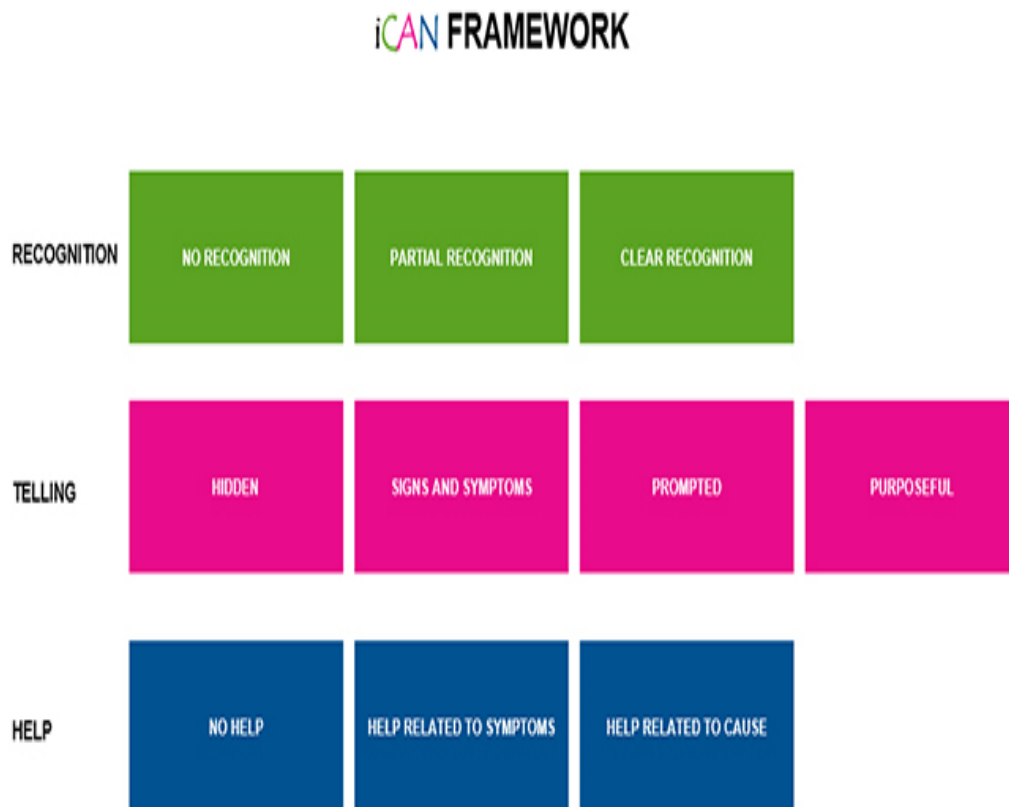 iCAN FRAMEWORK
RECOGNITION NO RECOGNITION PARTIAL RECOGNITION CLEAR RECOGNITION
TELLING HIDDEN SIGNS AND SYMPTOMS PROMPTED PURPOSEFUL
HELP NO HELP HELP RELATED TO SYMPTOMS HELP RELATED TO CAUSE